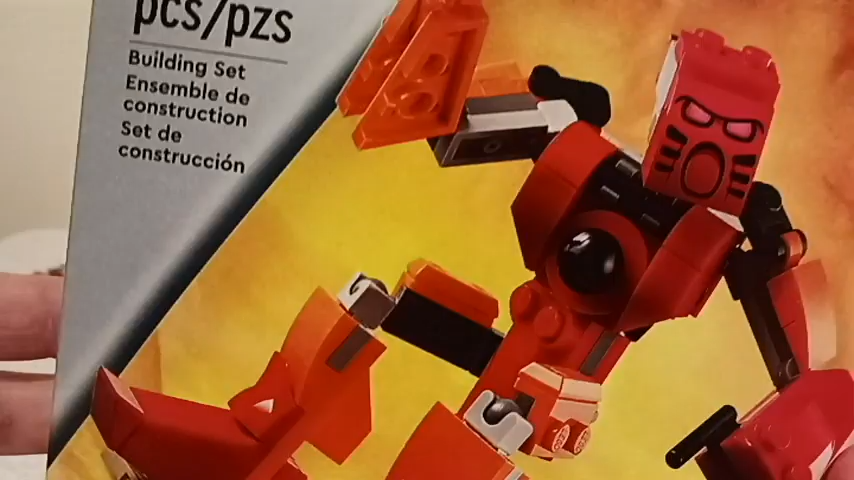 pcs/pzs
Building Set
Ensemble de
construction
Set de
construcción